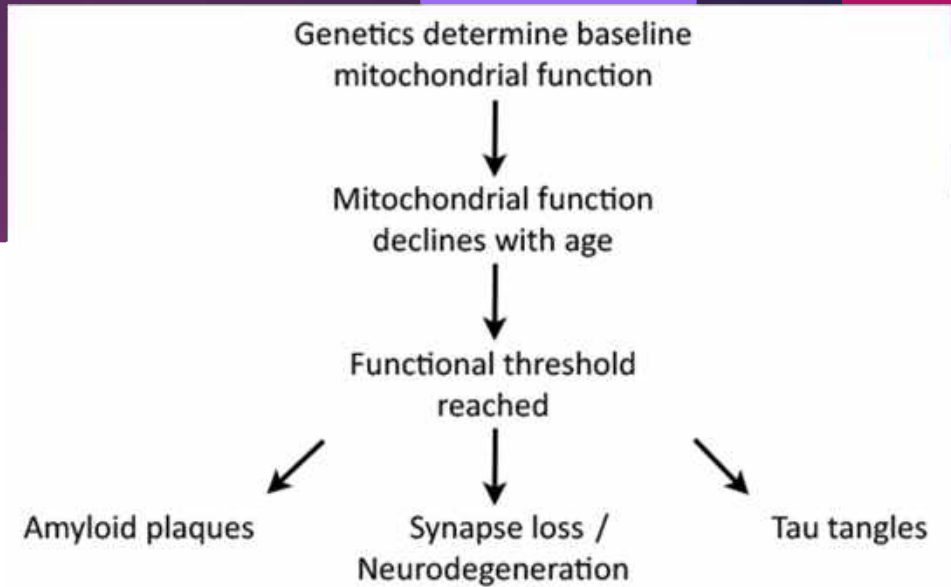 Genetics determine baseline
mitochondrial function
Mitochondrial function
declines with age
Functional threshold
reached
Amyloid plaques
Synapse loss /
Neurodegeneration
Tau tangles